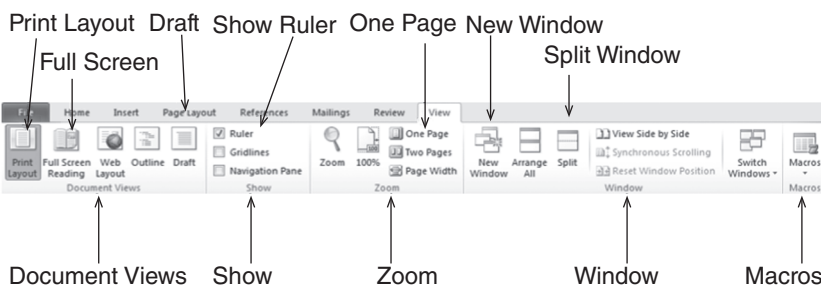 Print Layout Draft Show Ruler One Page New Window
Full Screen Split Window
File Home Insert Page Layout References Mailings Review View
Print Layout
Full Screen Reading
Web Layout
Outline
Draft
Document Views
Ruler
Gridlines
Navigation Pane
Show
Zoom
100%
One Page
Two Pages
Page Width
Zoom
New Window
Arrange All
Split
View Side by Side
Synchronous Scrolling
Reset Window Position
Switch Windows
Window
Macros
Macros
Document Views Show Zoom Window Macros